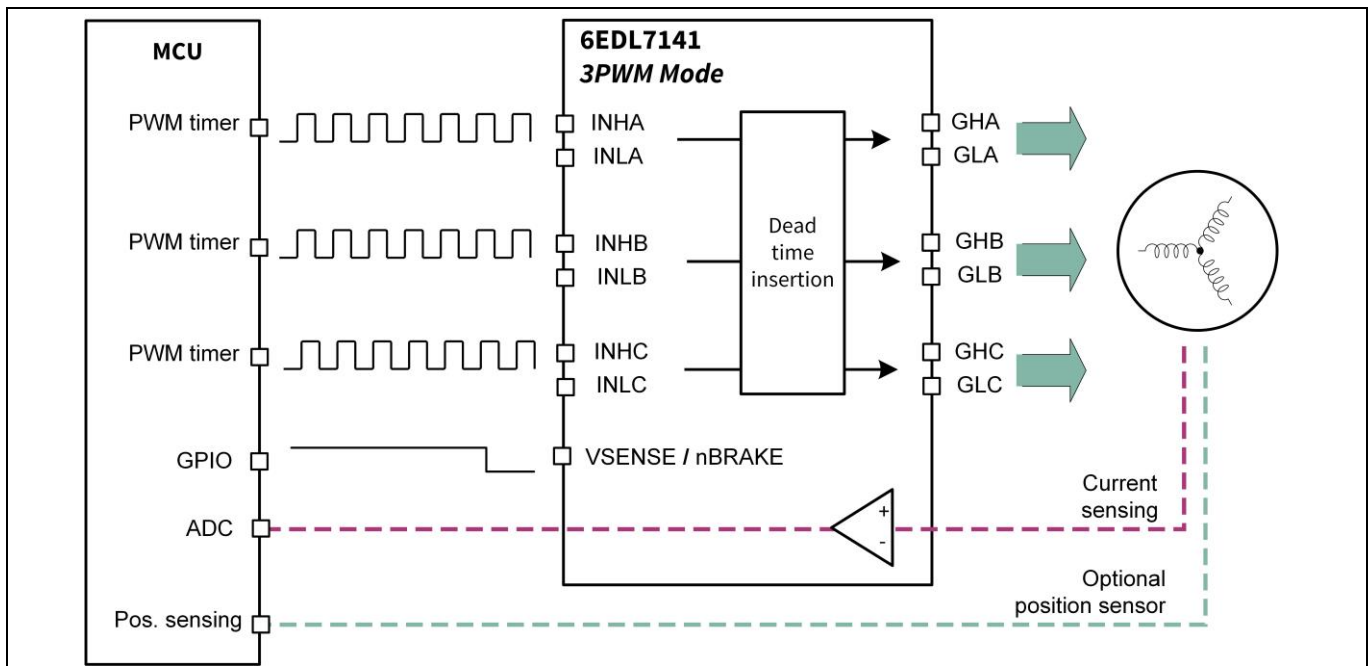 MCU
6EDL7141
3PWM Mode
PWM timer
INHA
INLA
GHA
GLA
PWM timer
INHB
INLB
Dead
time
insertion
GHB
GLB
PWM timer
INHC
INLC
GHC
GLC
GPIO
VSENSE / nBRAKE
ADC
+
-
Current
sensing
Optional
position sensor
Pos. sensing